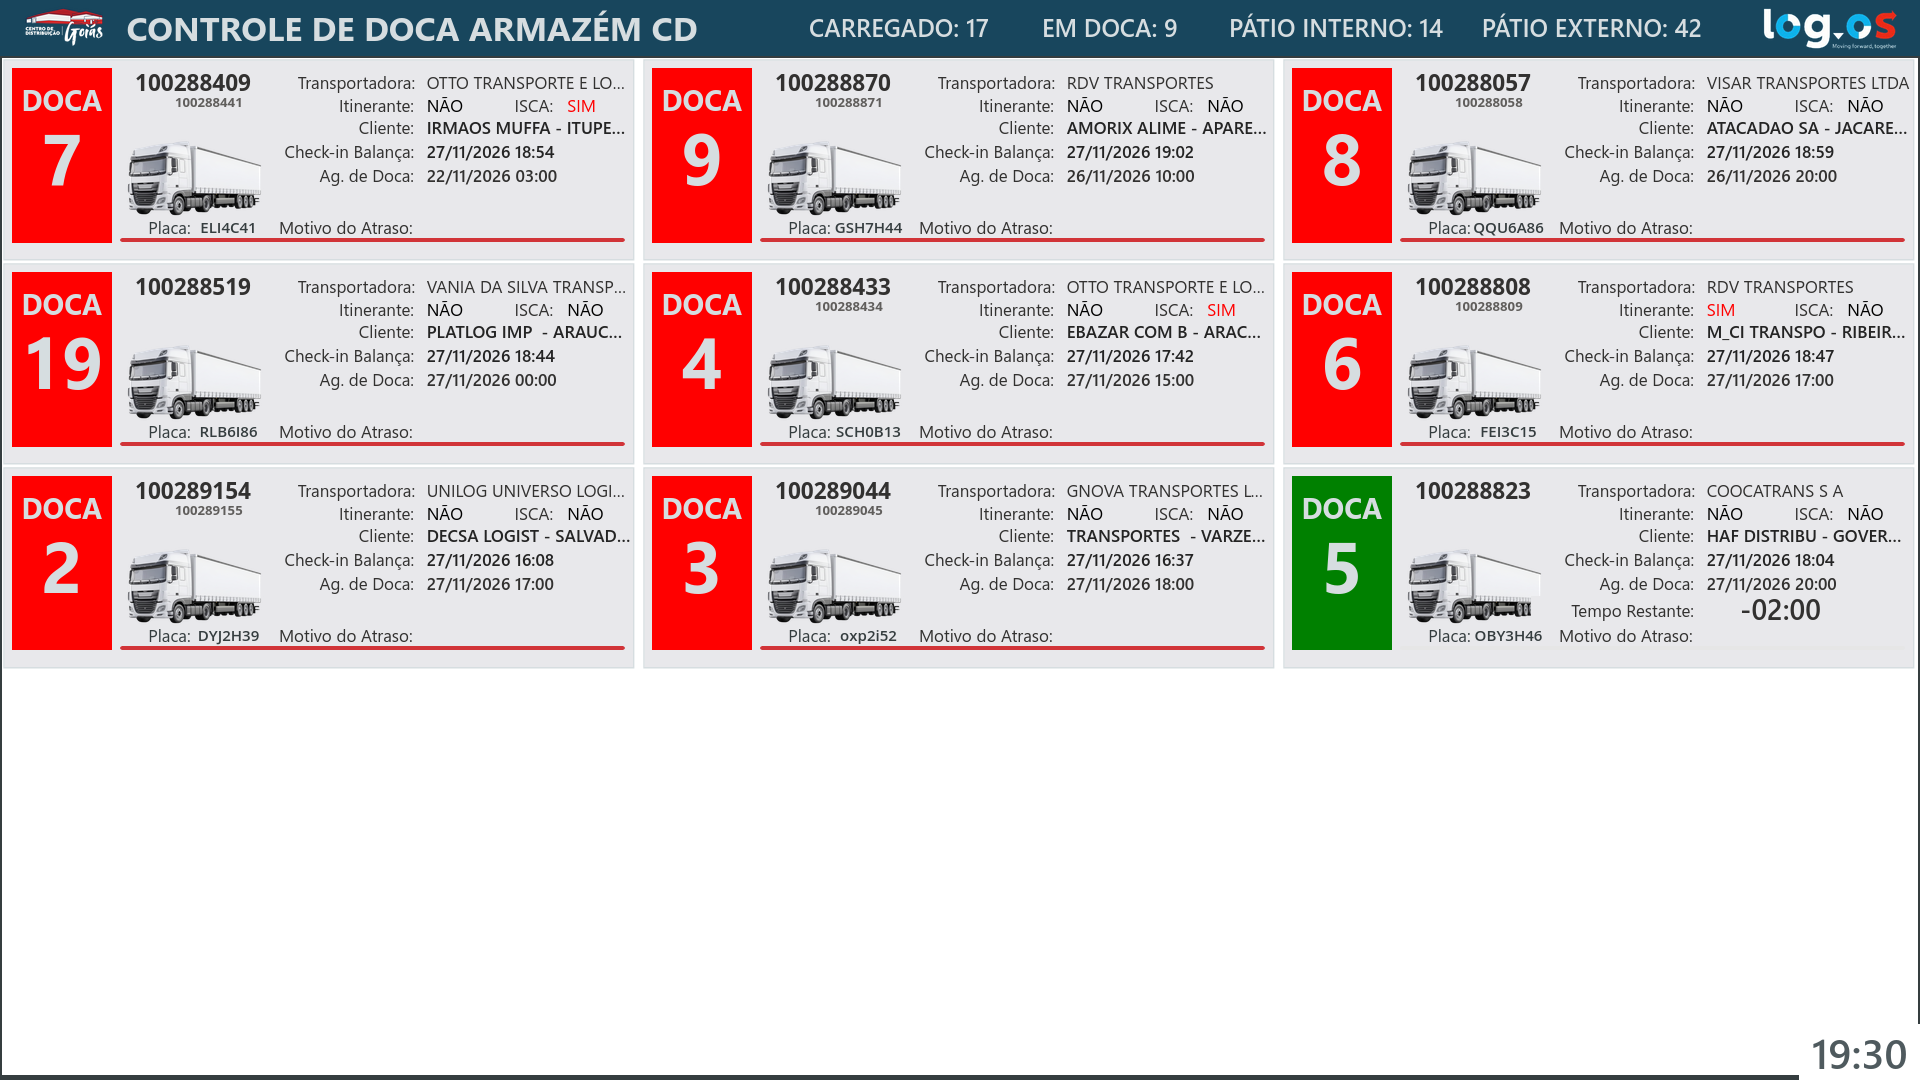 CENTRO DE DISTRIBUIÇÃO Goiás
CONTROLE DE DOCA ARMAZÉM CD
CARREGADO: 17
EM DOCA: 9
PÁTIO INTERNO: 14
PÁTIO EXTERNO: 42
log.os
Moving forward, together
DOCA
7
100288409
100288441
Transportadora: OTTO TRANSPORTE E LO...
Itinerante: NÃO ISCA: SIM
Cliente: IRMAOS MUFFA - ITUPE...
Check-in Balança: 27/11/2026 18:54
Ag. de Doca: 22/11/2026 03:00
Placa: ELI4C41 Motivo do Atraso:
DOCA
9
100288870
100288871
Transportadora: RDV TRANSPORTES
Itinerante: NÃO ISCA: NÃO
Cliente: AMORIX ALIME - APARE...
Check-in Balança: 27/11/2026 19:02
Ag. de Doca: 26/11/2026 10:00
Placa: GSH7H44 Motivo do Atraso:
DOCA
8
100288057
100288058
Transportadora: VISAR TRANSPORTES LTDA
Itinerante: NÃO ISCA: NÃO
Cliente: ATACADAO SA - JACARE...
Check-in Balança: 27/11/2026 18:59
Ag. de Doca: 26/11/2026 20:00
Placa: QQU6A86 Motivo do Atraso:
DOCA
19
100288519
Transportadora: VANIA DA SILVA TRANSP...
Itinerante: NÃO ISCA: NÃO
Cliente: PLATLOG IMP - ARAUC...
Check-in Balança: 27/11/2026 18:44
Ag. de Doca: 27/11/2026 00:00
Placa: RLB6I86 Motivo do Atraso:
DOCA
4
100288433
100288434
Transportadora: OTTO TRANSPORTE E LO...
Itinerante: NÃO ISCA: SIM
Cliente: EBAZAR COM B - ARAC...
Check-in Balança: 27/11/2026 17:42
Ag. de Doca: 27/11/2026 15:00
Placa: SCH0B13 Motivo do Atraso:
DOCA
6
100288808
100288809
Transportadora: RDV TRANSPORTES
Itinerante: SIM ISCA: NÃO
Cliente: M_CI TRANSPO - RIBEIR...
Check-in Balança: 27/11/2026 18:47
Ag. de Doca: 27/11/2026 17:00
Placa: FEI3C15 Motivo do Atraso:
DOCA
2
100289154
100289155
Transportadora: UNILOG UNIVERSO LOGI...
Itinerante: NÃO ISCA: NÃO
Cliente: DECSA LOGIST - SALVAD...
Check-in Balança: 27/11/2026 16:08
Ag. de Doca: 27/11/2026 17:00
Placa: DYJ2H39 Motivo do Atraso:
DOCA
3
100289044
100289045
Transportadora: GNOVA TRANSPORTES L...
Itinerante: NÃO ISCA: NÃO
Cliente: TRANSPORTES - VARZE...
Check-in Balança: 27/11/2026 16:37
Ag. de Doca: 27/11/2026 18:00
Placa: oxp2i52 Motivo do Atraso:
DOCA
5
100288823
Transportadora: COOCATRANS S A
Itinerante: NÃO ISCA: NÃO
Cliente: HAF DISTRIBU - GOVER...
Check-in Balança: 27/11/2026 18:04
Ag. de Doca: 27/11/2026 20:00
Tempo Restante: -02:00
Placa: OBY3H46 Motivo do Atraso:
19:30